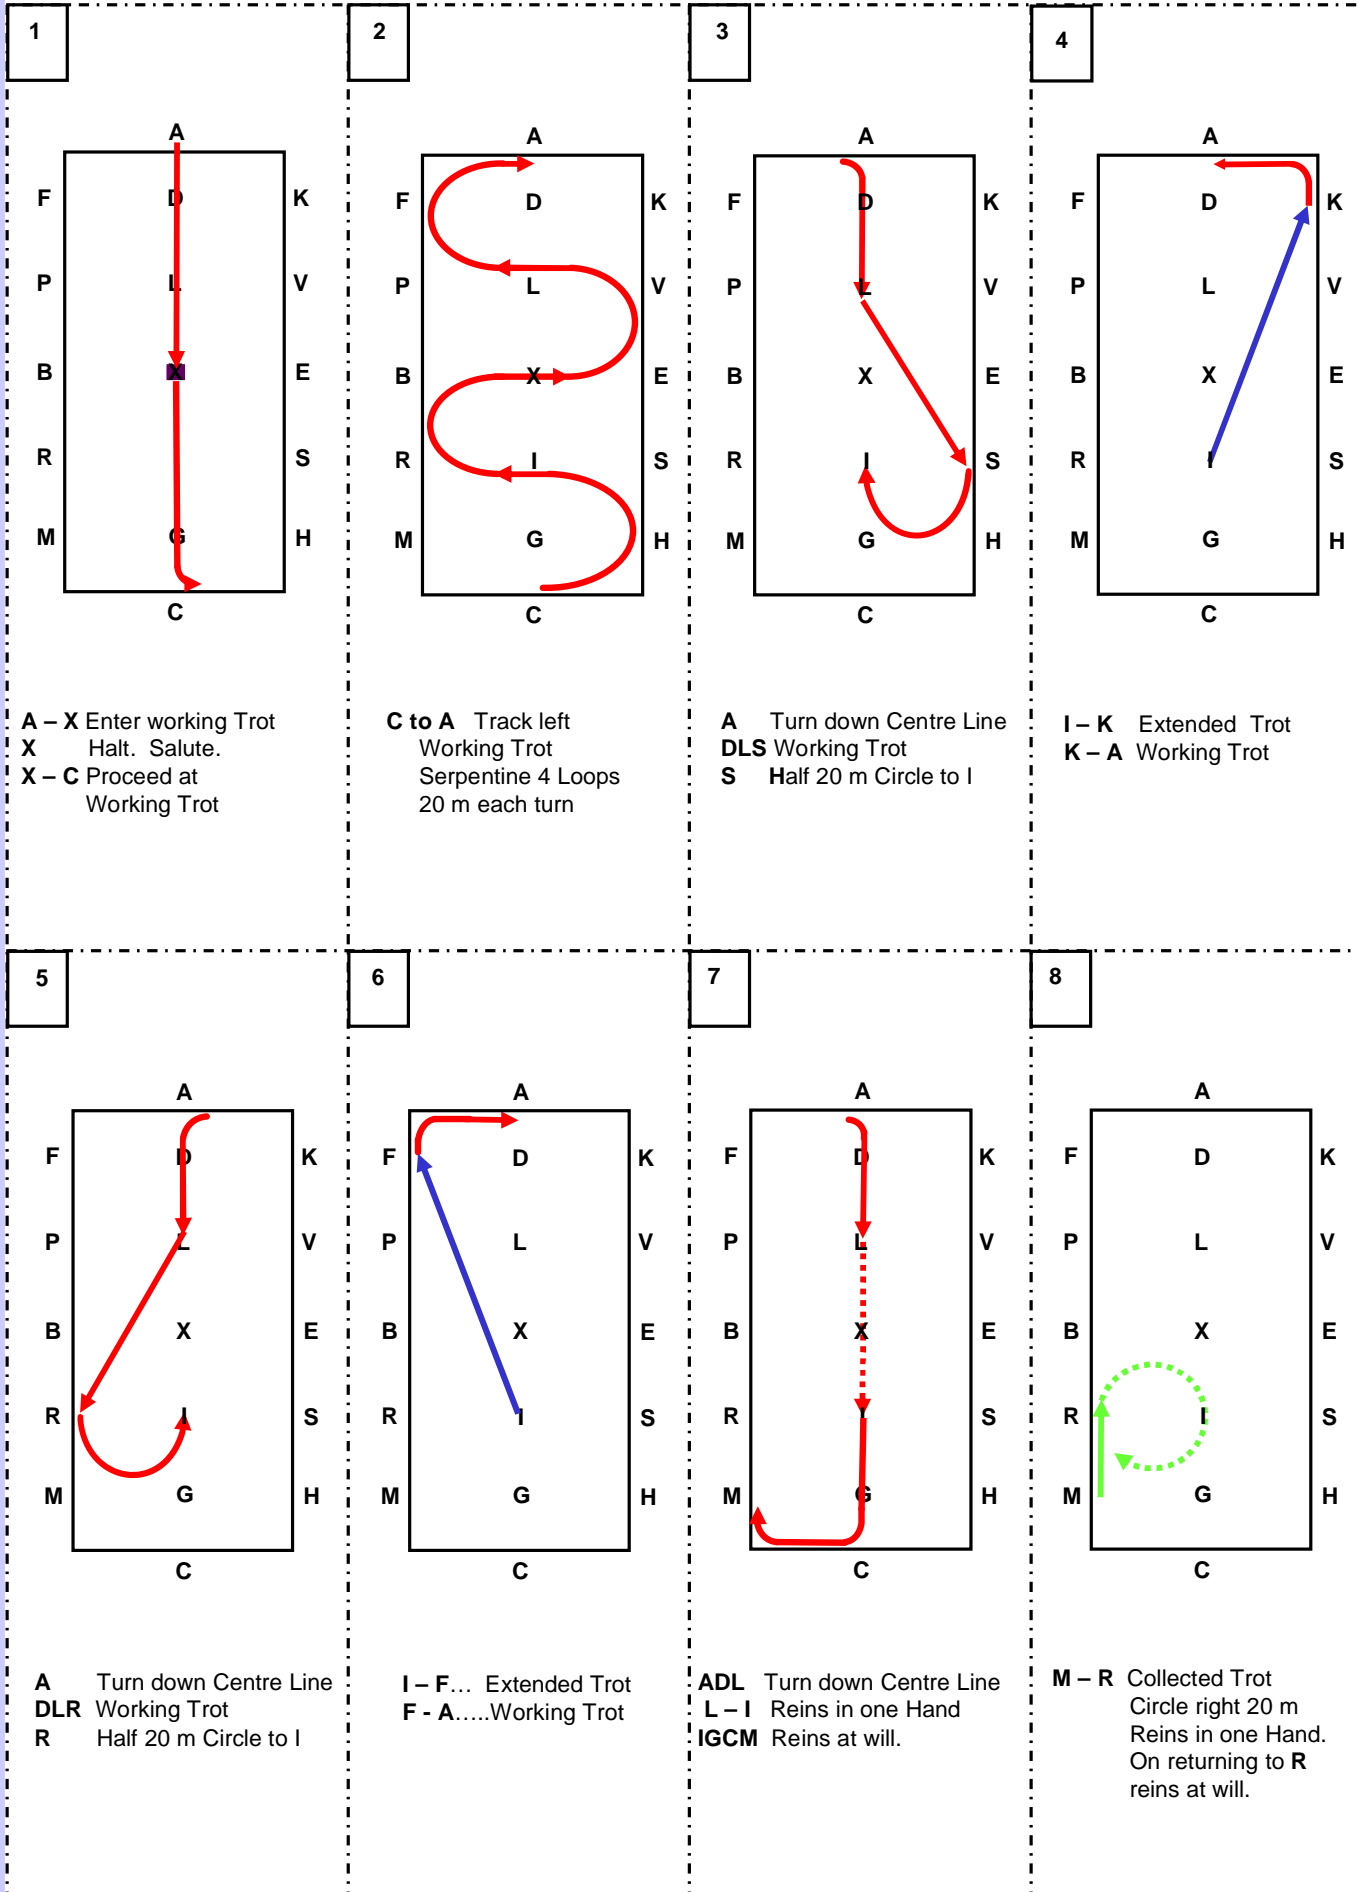 1
A
F D K
P L V
B X E
R S
M G H
C
A – X Enter working Trot
X Halt. Salute.
X – C Proceed at
Working Trot
2
A
F D K
P L V
B X E
R I S
M G H
C
C to A Track left
Working Trot
Serpentine 4 Loops
20 m each turn
3
A
F D K
P L V
B X E
R I S
M G H
C
A Turn down Centre Line
DLS Working Trot
S Half 20 m Circle to I
4
A
F D K
P L V
B X E
R I S
M G H
C
I – K Extended Trot
K – A Working Trot
5
A
F D K
P L V
B X E
R I S
M G H
C
A Turn down Centre Line
DLR Working Trot
R Half 20 m Circle to I
6
A
F D K
P L V
B X E
R I S
M G H
C
I – F... Extended Trot
F - A…..Working Trot
7
A
F D K
P L V
B X E
R I S
M G H
C
ADL Turn down Centre Line
L – I Reins in one Hand
IGCM Reins at will.
8
A
F D K
P L V
B X E
R I S
M G H
C
M – R Collected Trot
Circle right 20 m
Reins in one Hand.
On returning to R
reins at will.